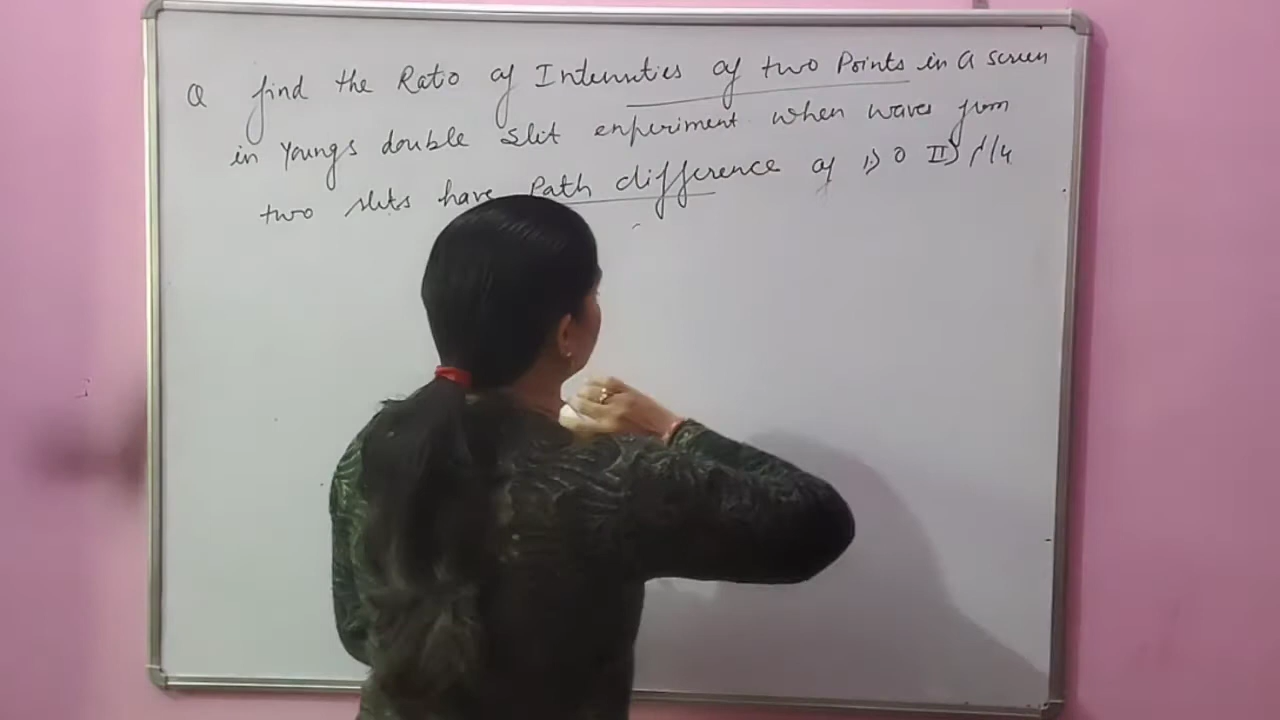 Q find the Ratio of Intensities of two Points in a screen
in Youngs double slit experiment when waves from
two slits have Path difference of I) 0 II) λ/4